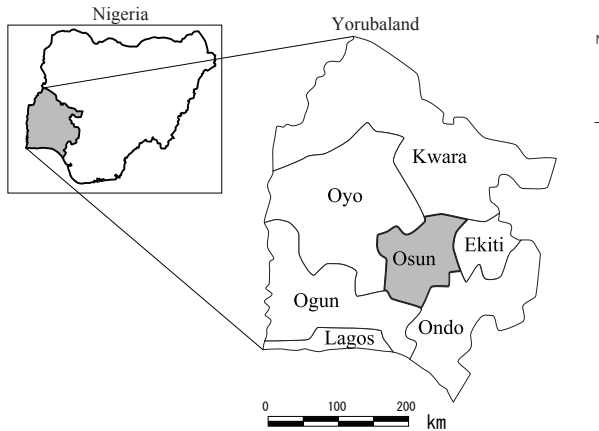 Nigeria
Yorubaland
N
Kwara
Oyo
Osun
Ekiti
Ogun
Ondo
Lagos
0 100 200
km